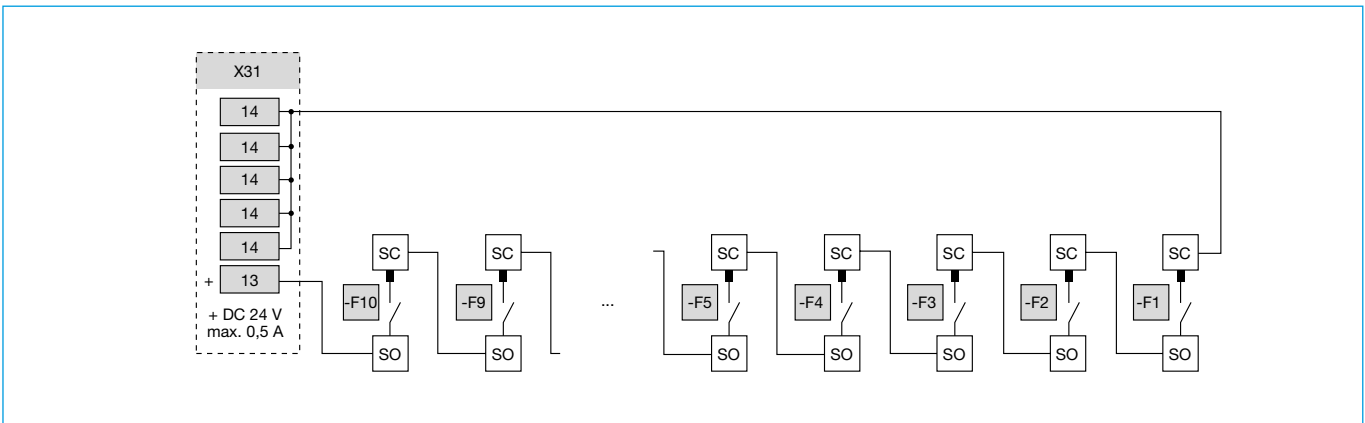 X31
14
14
14
14
14
+ 13
+ DC 24 V
max. 0,5 A
SC SC SC SC SC SC SC
-F10 -F9 ... -F5 -F4 -F3 -F2 -F1
SO SO SO SO SO SO SO